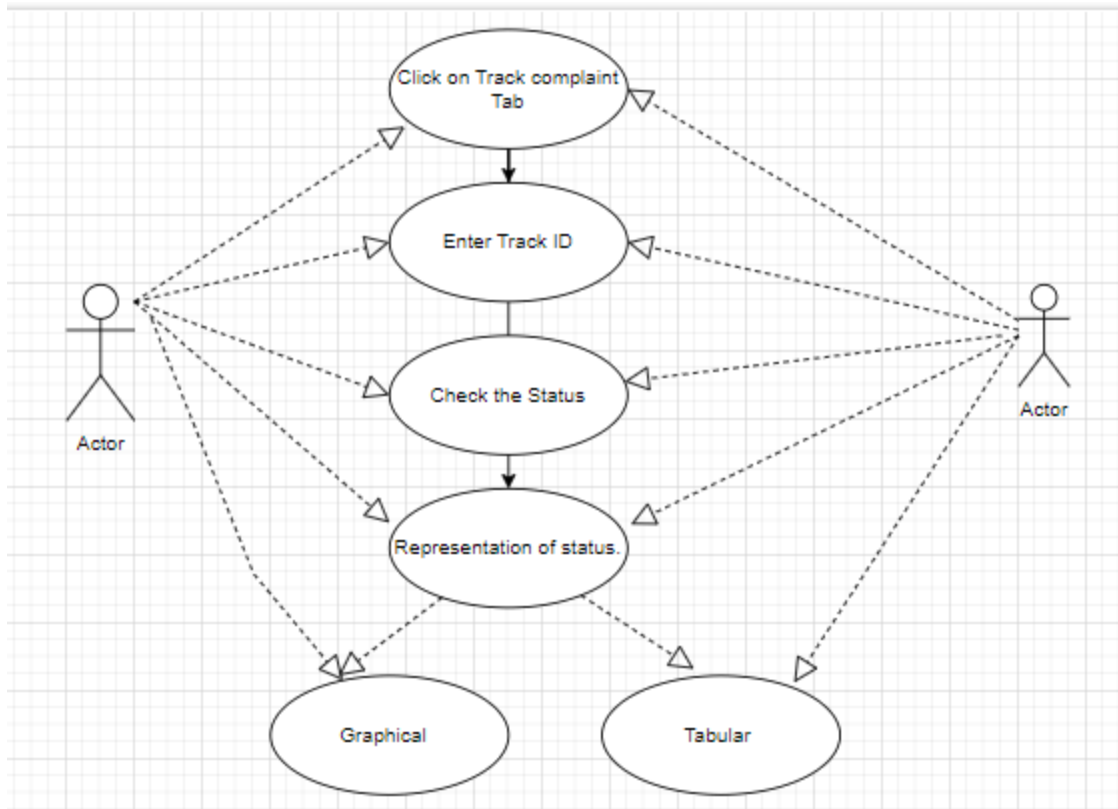 Click on Track complaint
Tab
Enter Track ID
Check the Status
Actor
Actor
Representation of status.
Graphical
Tabular